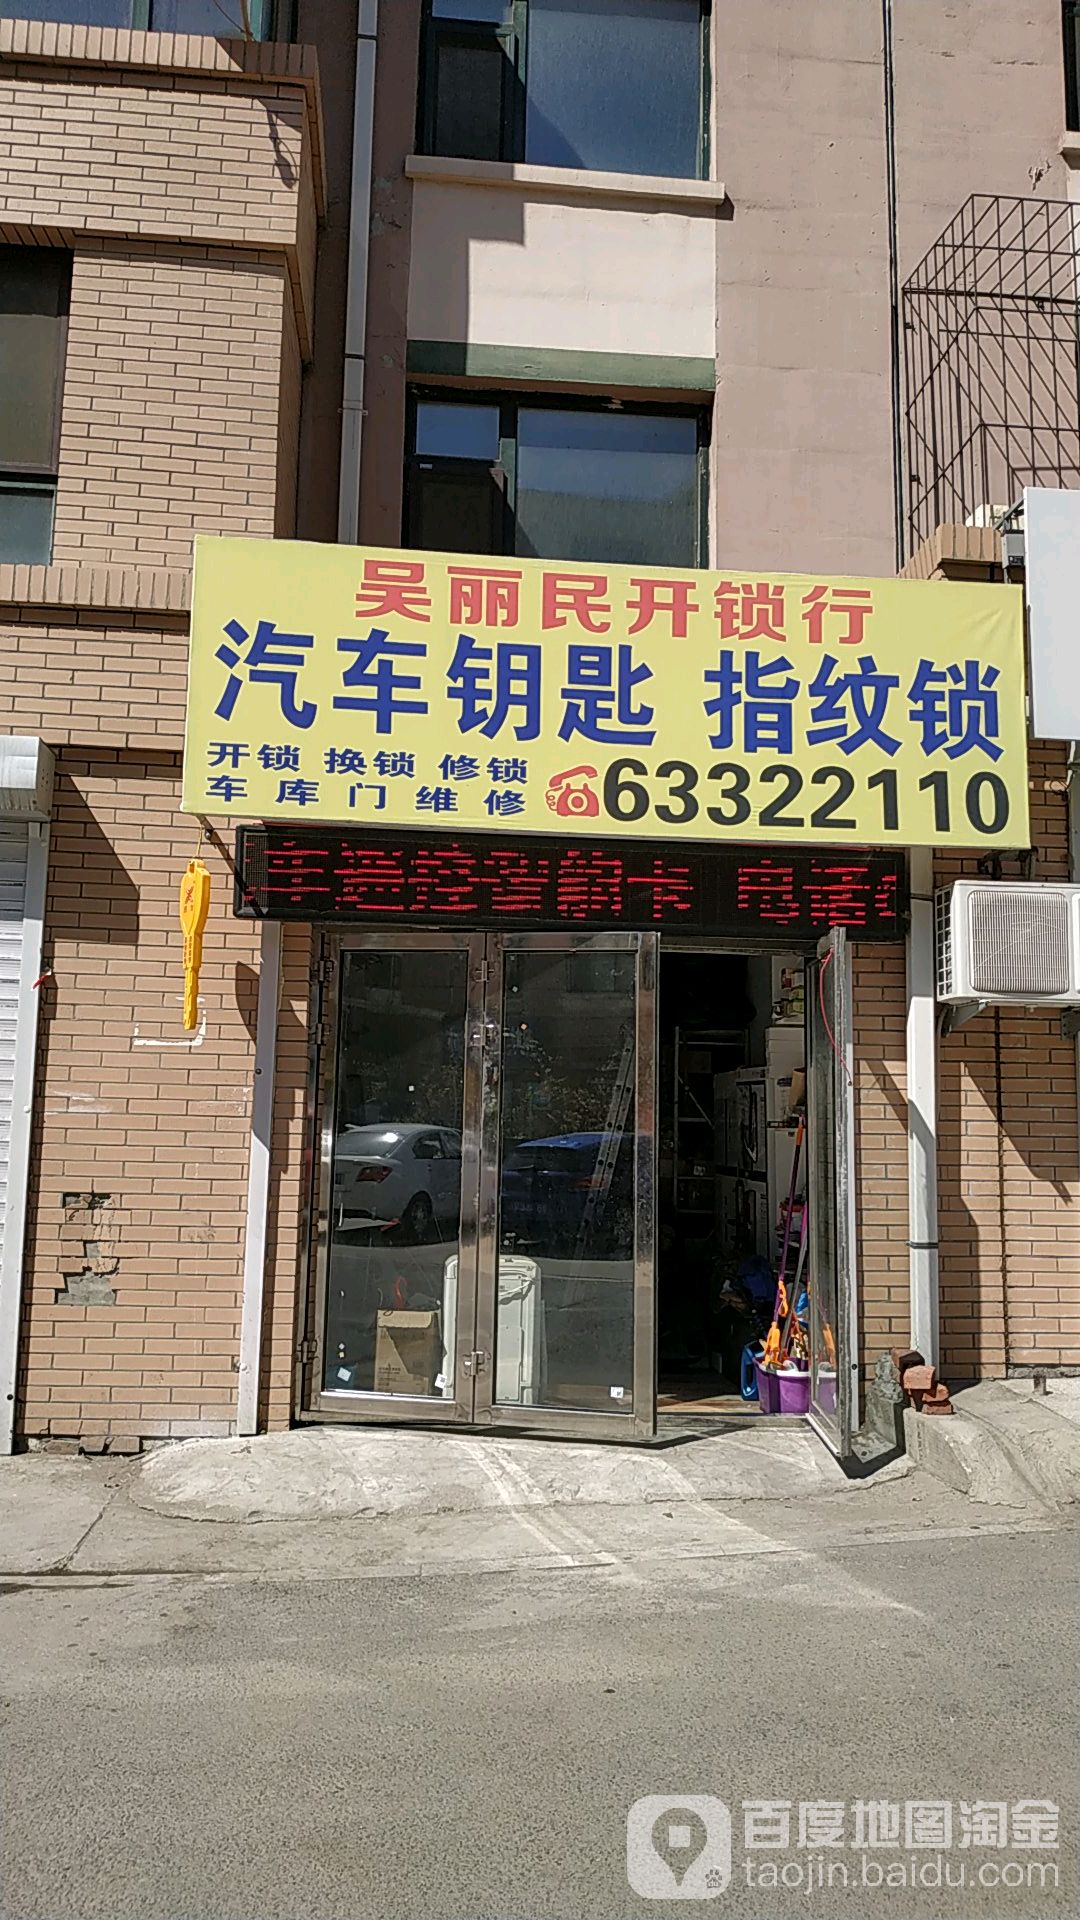 吴丽民开锁行
汽车钥匙 指纹锁
开锁 换锁 修锁
车库门维修
☎63322110
百度地图淘金
taojin.baidu.com